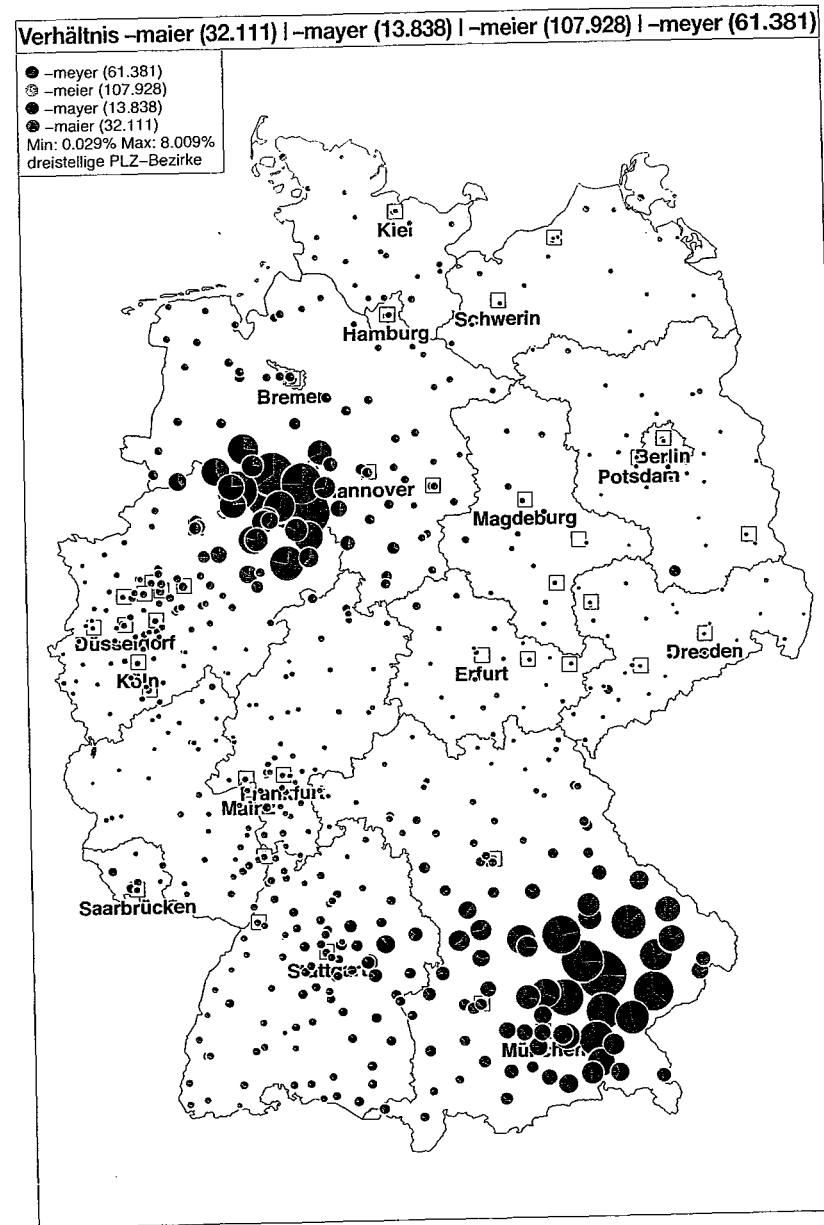 Verhältnis –maier (32.111) | –mayer (13.838) | –meier (107.928) | –meyer (61.381)
–meyer (61.381)
–meier (107.928)
–mayer (13.838)
–maier (32.111)
Min: 0.029% Max: 8.009%
dreistellige PLZ–Bezirke
Kiel
Hamburg
Schwerin
Bremen
Berlin
Potsdam
Hannover
Magdeburg
Düsseldorf
Dresden
Erfurt
Köln
Frankfurt
Mainz
Saarbrücken
Stuttgart
München